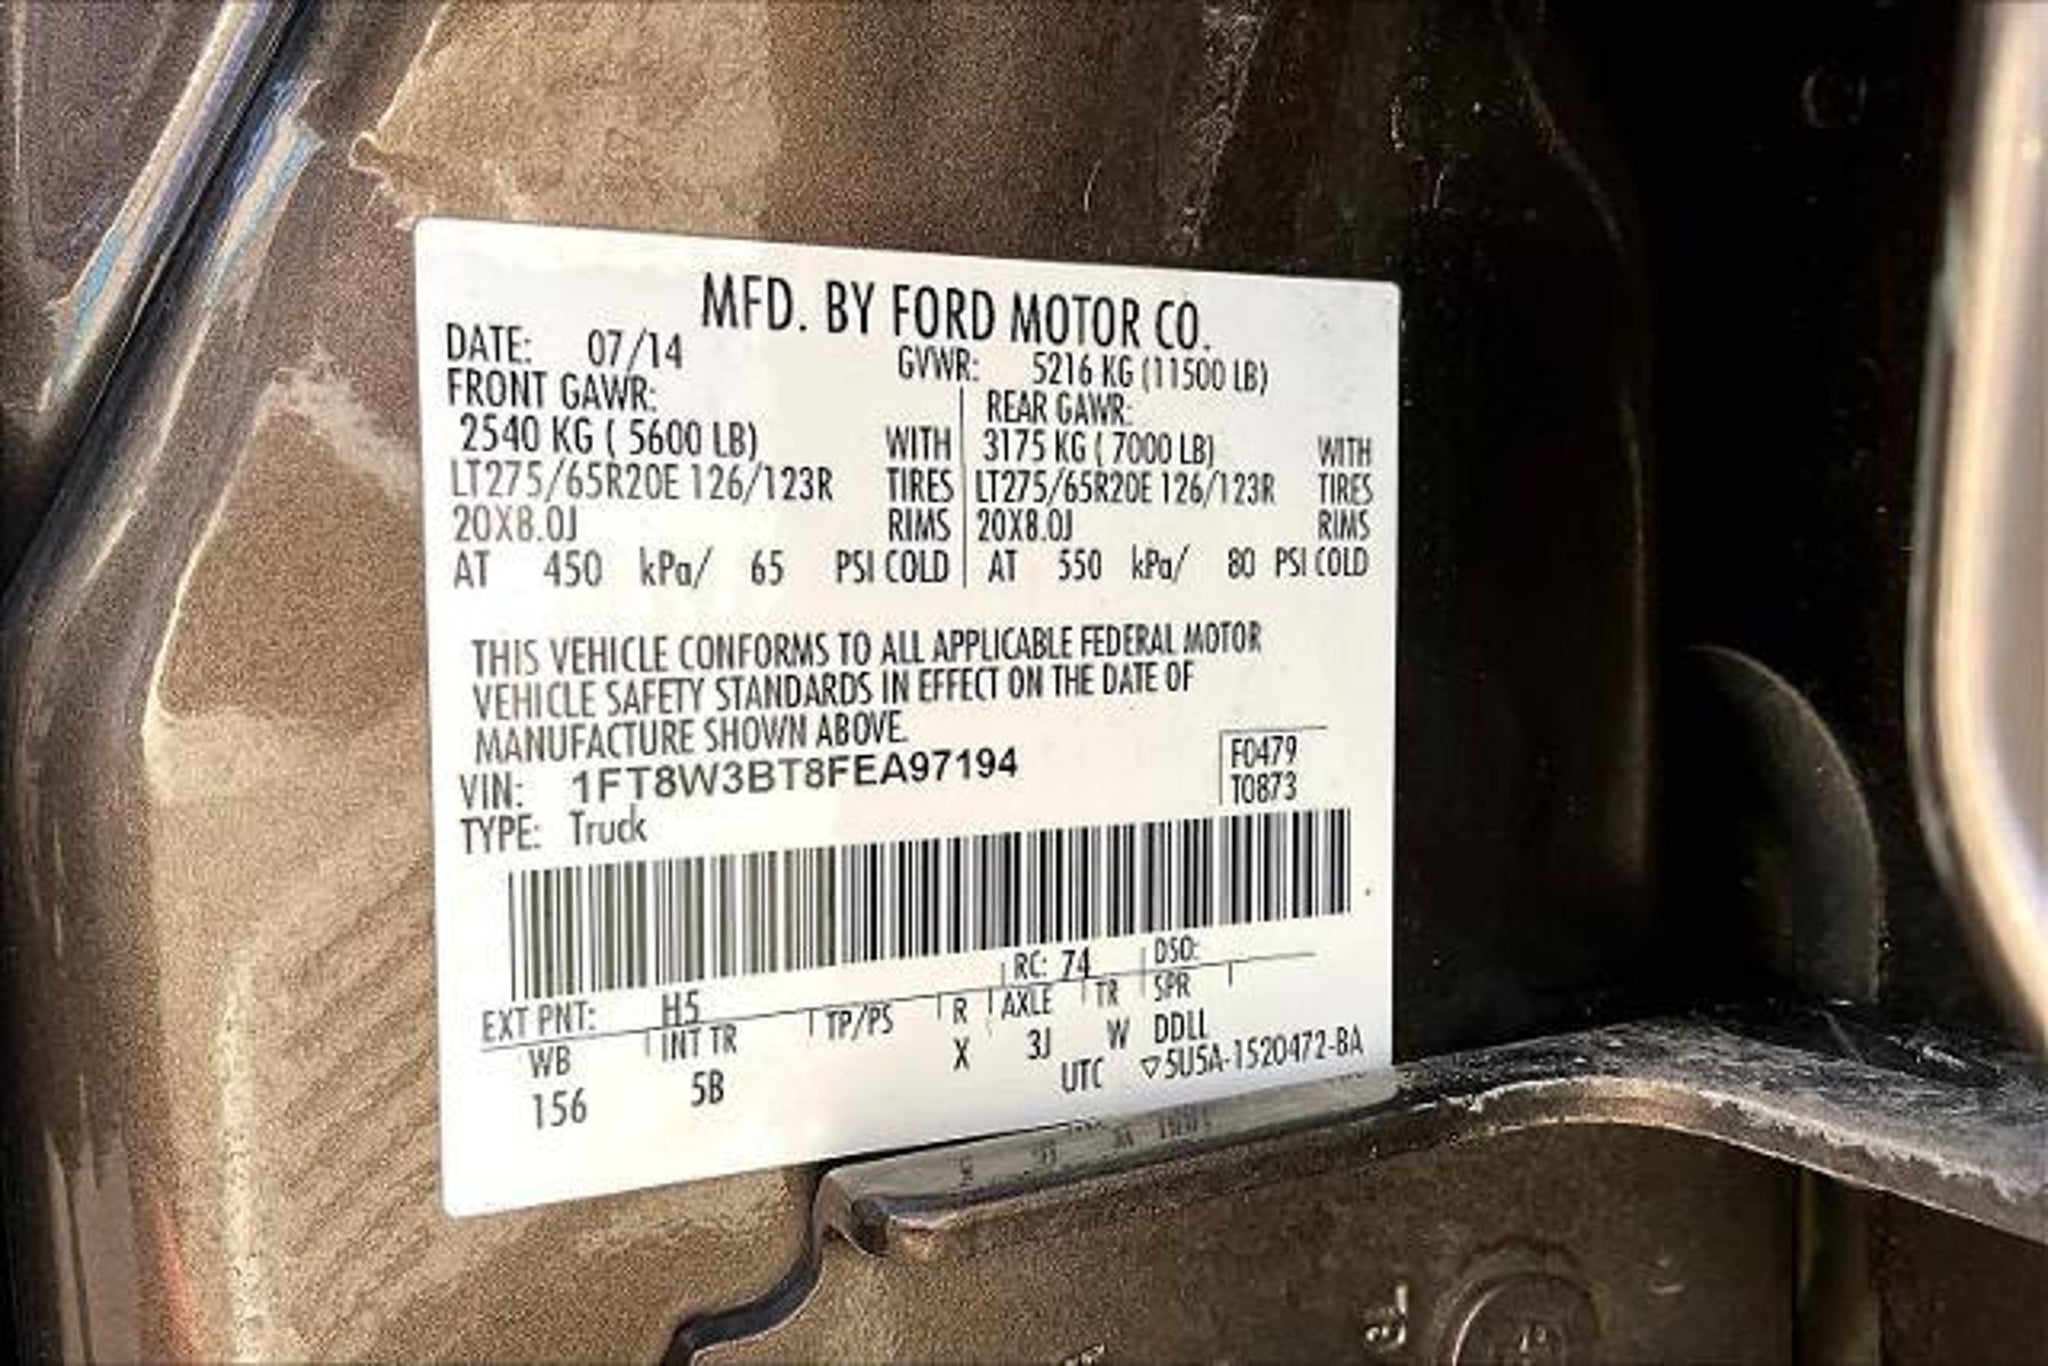 MFD. BY FORD MOTOR CO.
DATE: 07/14 GVWR: 5216 KG (11500 LB)
FRONT GAWR: REAR GAWR:
2540 KG ( 5600 LB) WITH 3175 KG ( 7000 LB) WITH
LT275/65R20E 126/123R TIRES LT275/65R20E 126/123R TIRES
20X8.0J RIMS 20X8.0J RIMS
AT 450 kPa/ 65 PSI COLD AT 550 kPa/ 80 PSI COLD
THIS VEHICLE CONFORMS TO ALL APPLICABLE FEDERAL MOTOR
VEHICLE SAFETY STANDARDS IN EFFECT ON THE DATE OF
MANUFACTURE SHOWN ABOVE.
VIN: 1FT8W3BT8FEA97194 F0479
TYPE: Truck T0873
EXT PNT: H5 RC: 74 DSO:
WB INT TR TP/PS R AXLE TR SPR
156 5B X 3J W DDLL
UTC ▽5U5A-1520472-BA